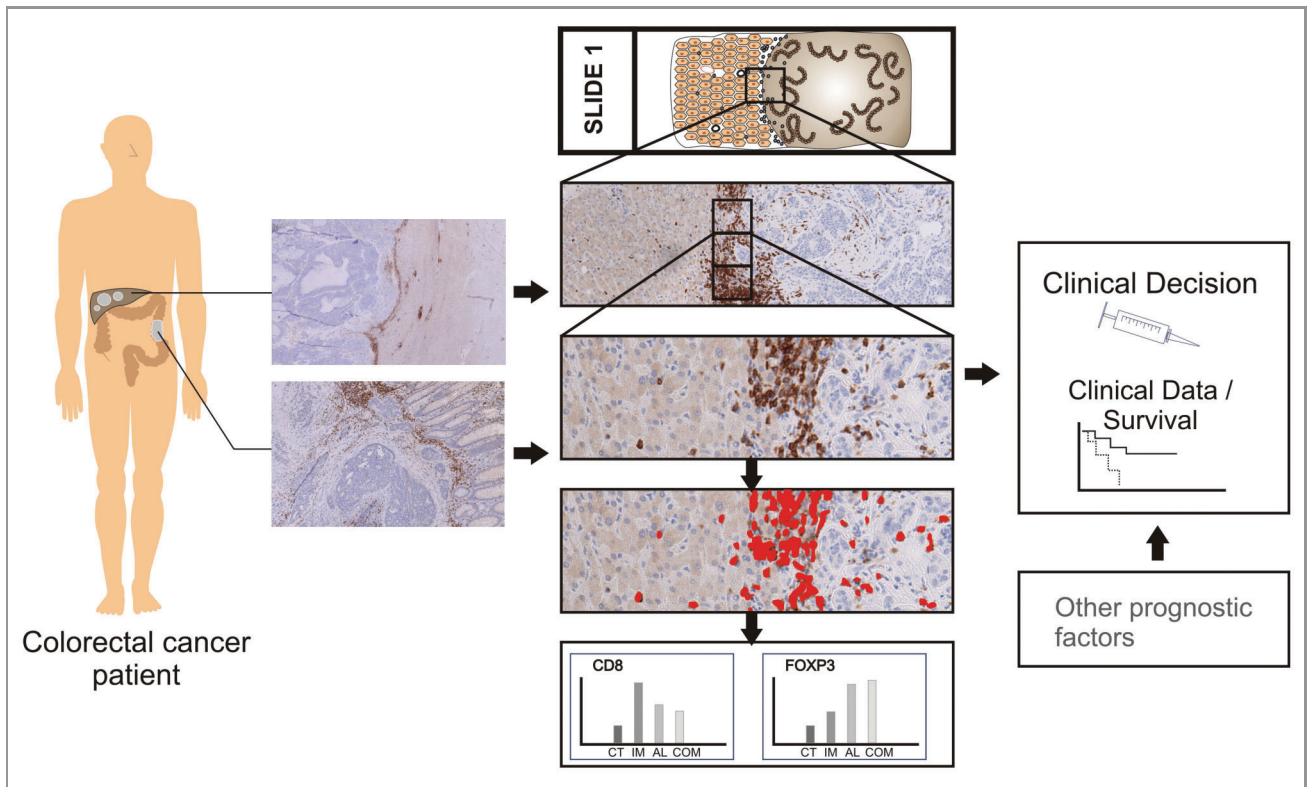 SLIDE 1
Colorectal cancer
patient
CD8
CT IM AL COM
FOXP3
CT IM AL COM
Clinical Decision
Clinical Data /
Survival
Other prognostic
factors